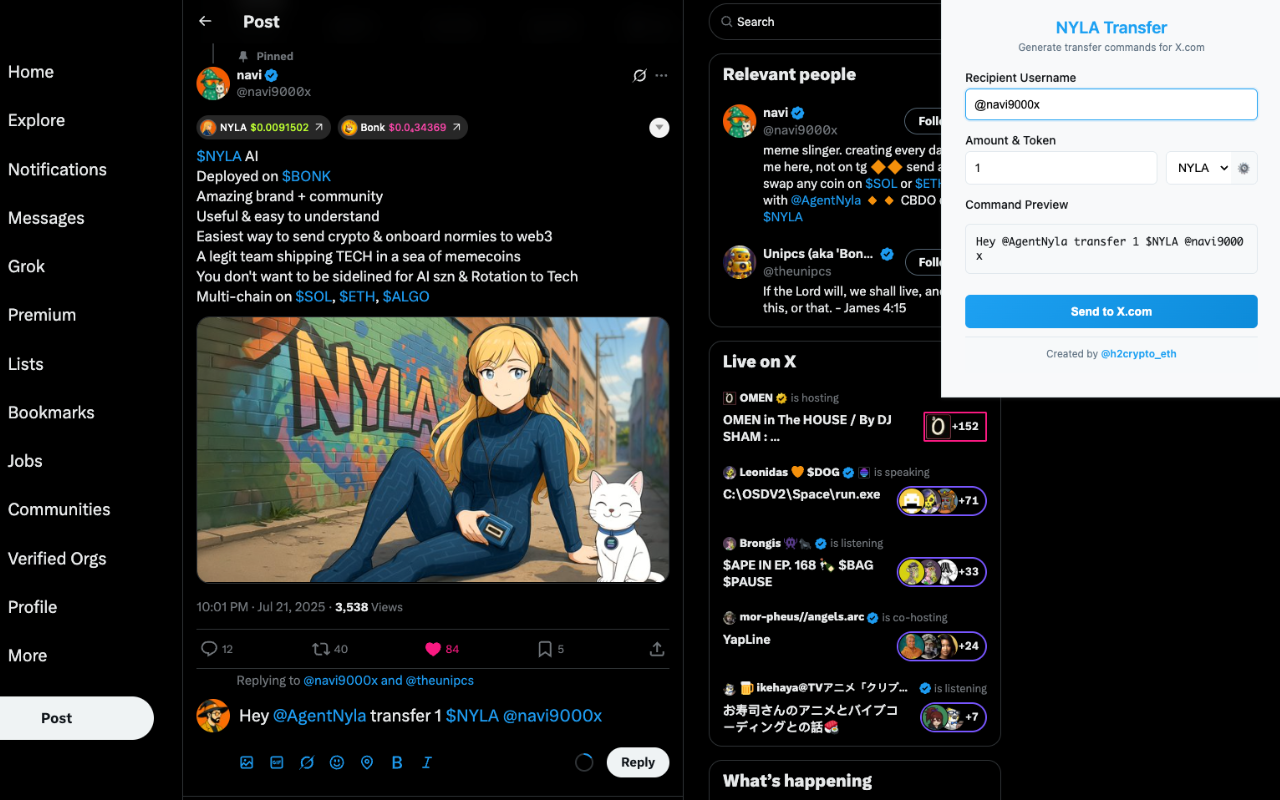 Home
Explore
Notifications
Messages
Grok
Premium
Lists
Bookmarks
Jobs
Communities
Verified Orgs
Profile
More
Post
Post
Pinned
navi
@navi9000x
NYLA $0.0091502
Bonk $0.0₄34369
$NYLA AI
Deployed on $BONK
Amazing brand + community
Useful & easy to understand
Easiest way to send crypto & onboard normies to web3
A legit team shipping TECH in a sea of memecoins
You don't want to be sidelined for AI szn & Rotation to Tech
Multi-chain on $SOL, $ETH, $ALGO
NYLA
10:01 PM · Jul 21, 2025 · 3,538 Views
12
40
84
5
Replying to @navi9000x and @theunipcs
Hey @AgentNyla transfer 1 $NYLA @navi9000x
GIF
B
I
Reply
Search
Relevant people
navi
@navi9000x
Follo
meme slinger. creating every da
me here, not on tg 🔶🔶 send a
swap any coin on $SOL or $ETH
with @AgentNyla 🔸🔸 CBDO
$NYLA
Unipcs (aka 'Bon...
@theunipcs
Follo
If the Lord will, we shall live, and
this, or that. - James 4:15
Live on X
OMEN is hosting
OMEN in The HOUSE / By DJ
SHAM : ...
+152
Leonidas 🧡 $DOG is speaking
C:\OSDV2\Space\run.exe
+71
Brongis is listening
$APE IN EP. 168 🍾 $BAG
$PAUSE
+33
mor-pheus//angels.arc is co-hosting
YapLine
+24
🍺ikehaya@TVアニメ「クリプ... is listening
お寿司さんのアニメとバイブコ
ーディングとの話🍣
+7
What's happening
NYLA Transfer
Generate transfer commands for X.com
Recipient Username
@navi9000x
Amount & Token
1
NYLA
Command Preview
Hey @AgentNyla transfer 1 $NYLA @navi9000
x
Send to X.com
Created by @h2crypto_eth